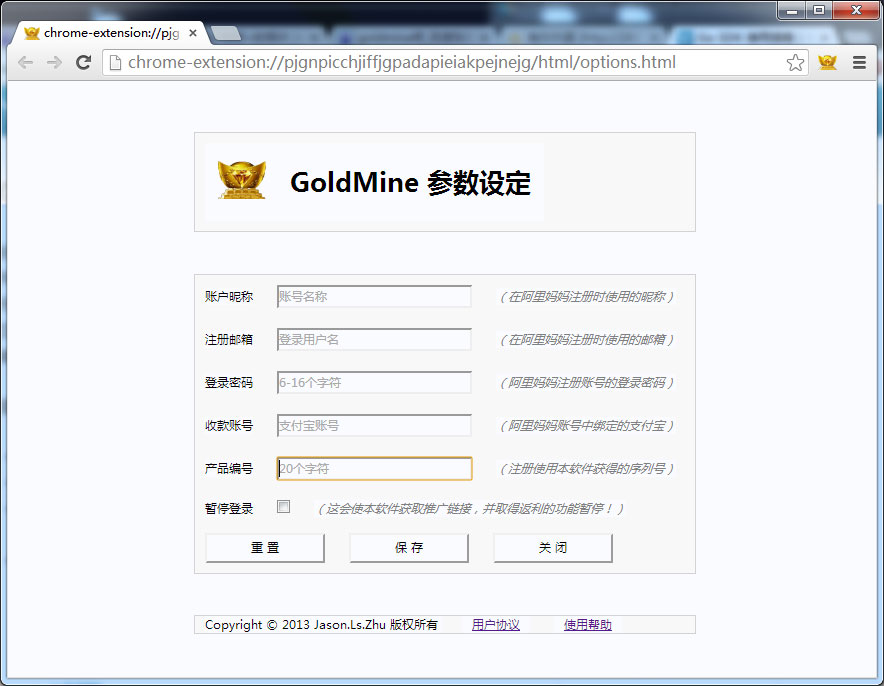 chrome-extension://pjg
chrome-extension://pjgnpicchjiffjgpadapieiakpejnejg/html/options.html
GoldMine 参数设定
账户昵称 账号名称 （在阿里妈妈注册时使用的昵称）
注册邮箱 登录用户名 （在阿里妈妈注册时使用的邮箱）
登录密码 6-16个字符 （阿里妈妈注册账号的登录密码）
收款账号 支付宝账号 （阿里妈妈账号中绑定的支付宝）
产品编号 20个字符 （注册使用本软件获得的序列号）
暂停登录 （这会使本软件获取推广链接，并取得返利的功能暂停！）
重 置 保 存 关 闭
Copyright © 2013 Jason.Ls.Zhu 版权所有 用户协议 使用帮助